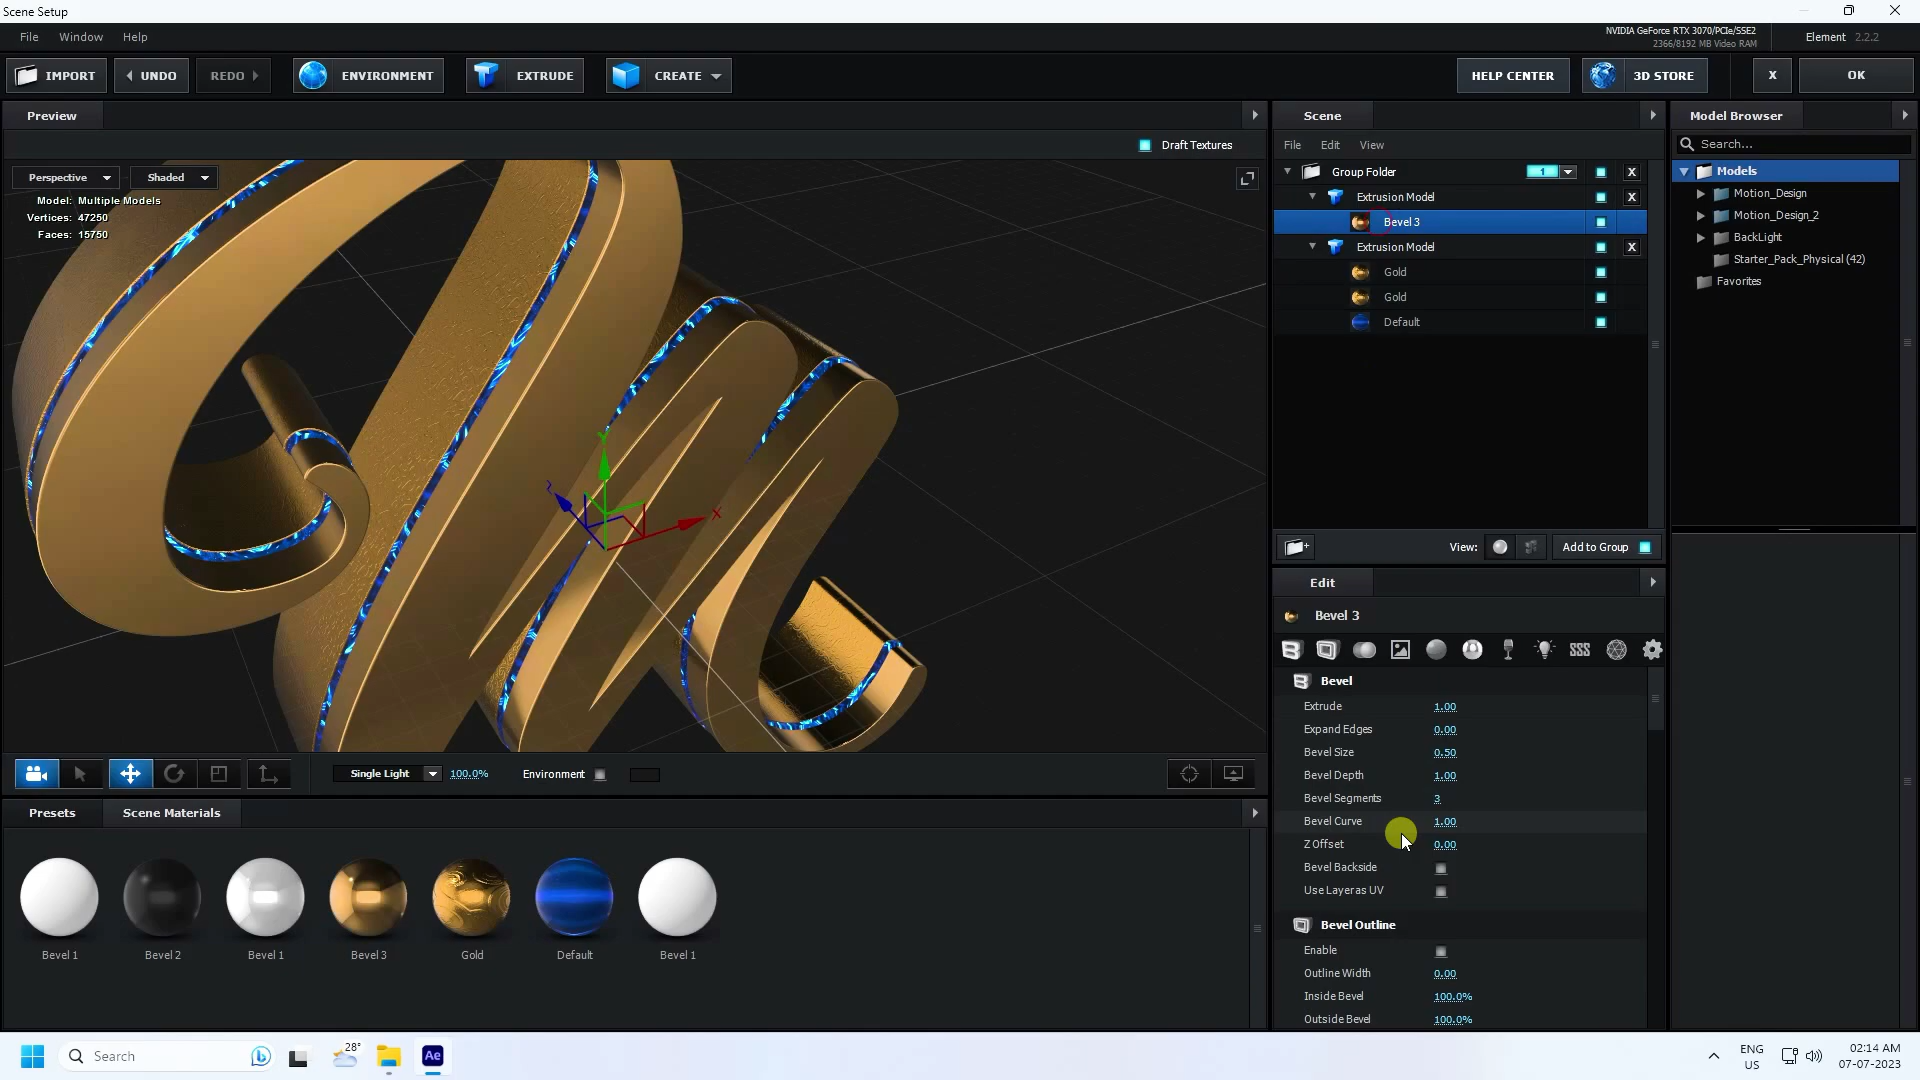 Scene Setup
File Window Help
NVIDIA GeForce RTX 3070/PCIe/SSE2
2366/8192 MB Video RAM
Element 2.2.2
IMPORT
UNDO
REDO
ENVIRONMENT
EXTRUDE
CREATE
HELP CENTER
3D STORE
X
OK
Preview
Draft Textures
Perspective
Shaded
Model: Multiple Models
Vertices: 47250
Faces: 15750
Y
X
Z
Single Light
100.0%
Environment
Presets
Scene Materials
Bevel 1
Bevel 2
Bevel 1
Bevel 3
Gold
Default
Bevel 1
Scene
File Edit View
Group Folder 1 X
Extrusion Model X
Bevel 3
Extrusion Model X
Gold
Gold
Default
View:
Add to Group
Edit
Bevel 3
Bevel
Extrude 1.00
Expand Edges 0.00
Bevel Size 0.50
Bevel Depth 1.00
Bevel Segments 3
Bevel Curve 1.00
Z Offset 0.00
Bevel Backside
Use Layer as UV
Bevel Outline
Enable
Outline Width 0.00
Inside Bevel 100.0%
Outside Bevel 100.0%
Model Browser
Search...
Models
Motion_Design
Motion_Design_2
BackLight
Starter_Pack_Physical (42)
Favorites
Search
28°
Ae
ENG
US
02:14 AM
07-07-2023